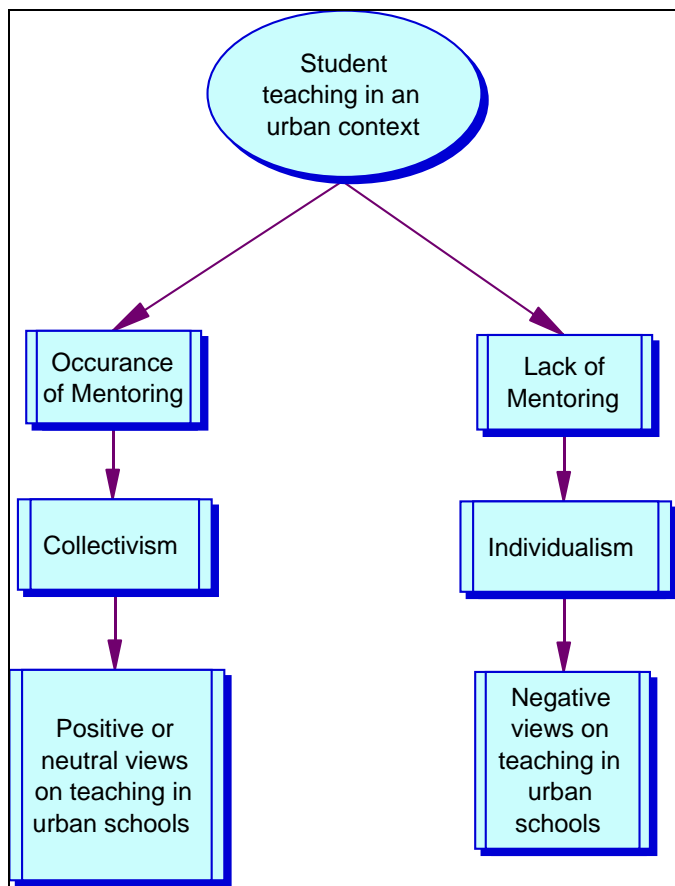 Student
teaching in an
urban context
Occurance
of Mentoring
Lack of
Mentoring
Collectivism
Individualism
Positive or
neutral views
on teaching in
urban schools
Negative
views on
teaching in
urban
schools